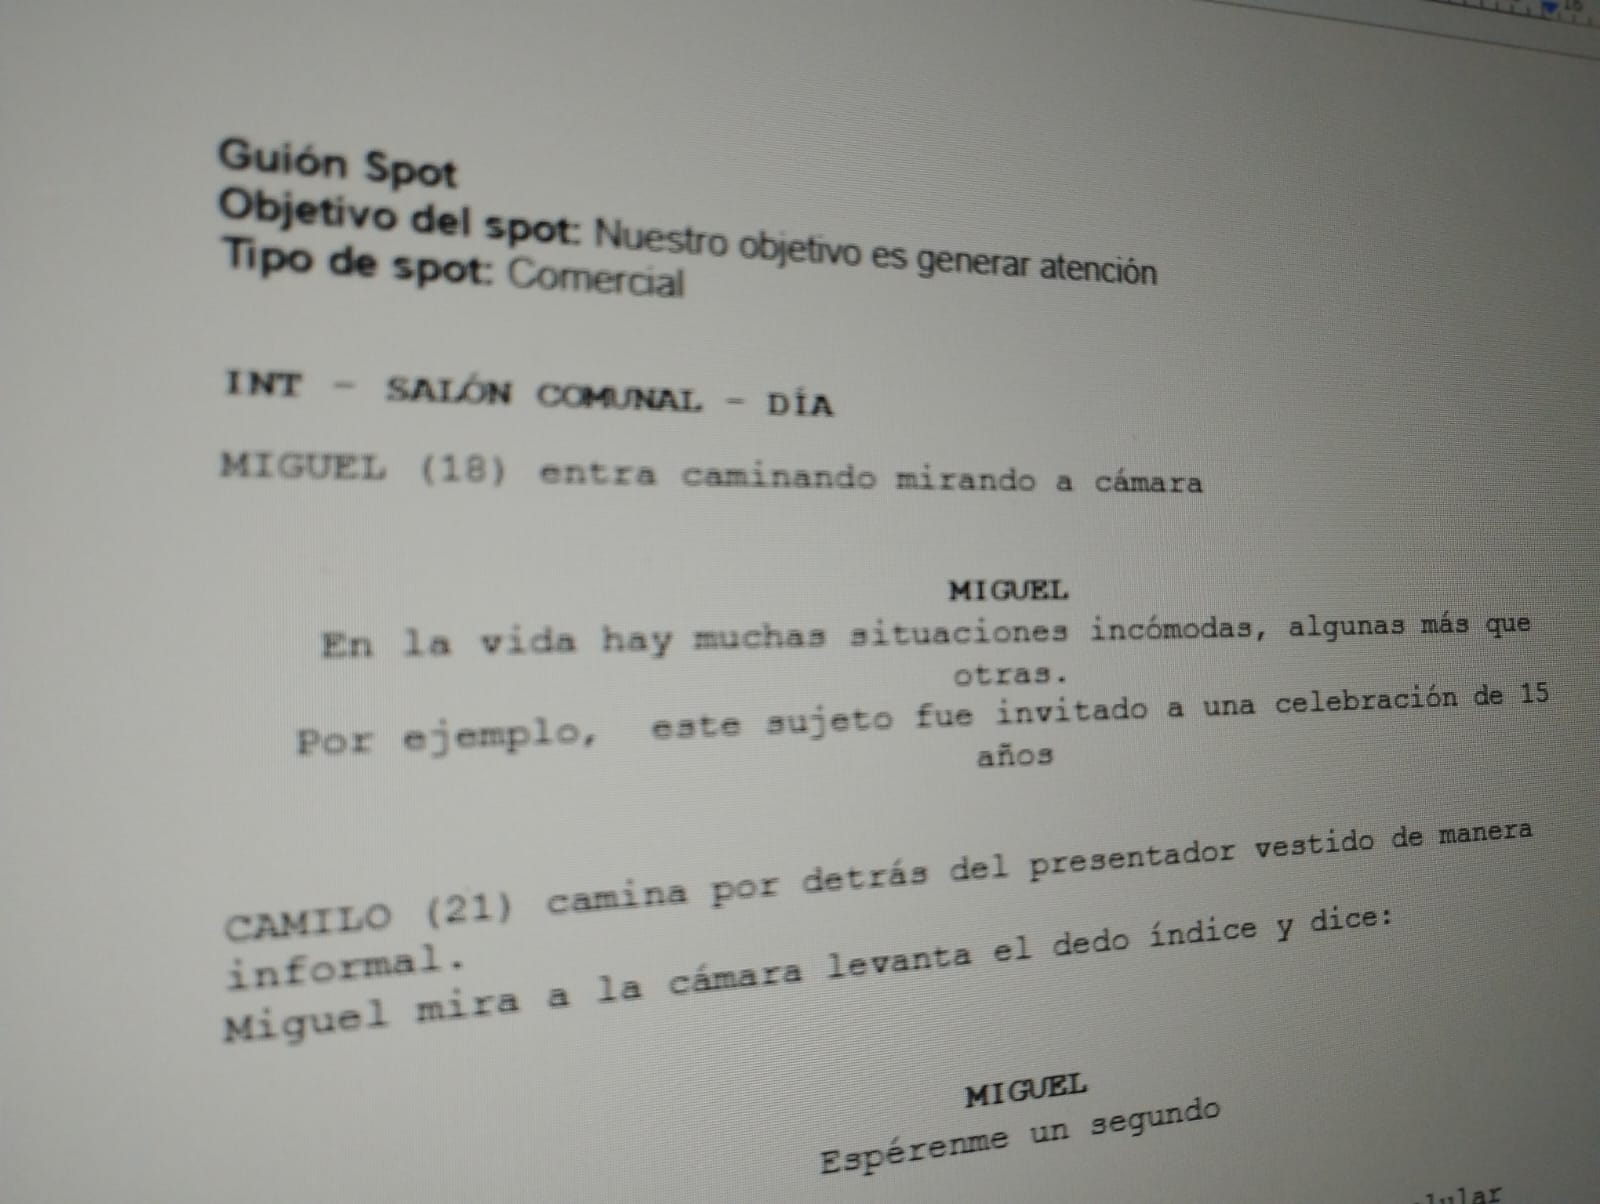 16
Guión Spot
Objetivo del spot: Nuestro objetivo es generar atención
Tipo de spot: Comercial
INT - SALÓN COMUNAL - DÍA
MIGUEL (18) entra caminando mirando a cámara
MIGUEL
En la vida hay muchas situaciones incómodas, algunas más que
otras.
Por ejemplo, este sujeto fue invitado a una celebración de 15
años
CAMILO (21) camina por detrás del presentador vestido de manera
informal.
Miguel mira a la cámara levanta el dedo índice y dice:
MIGUEL
Espérenme un segundo